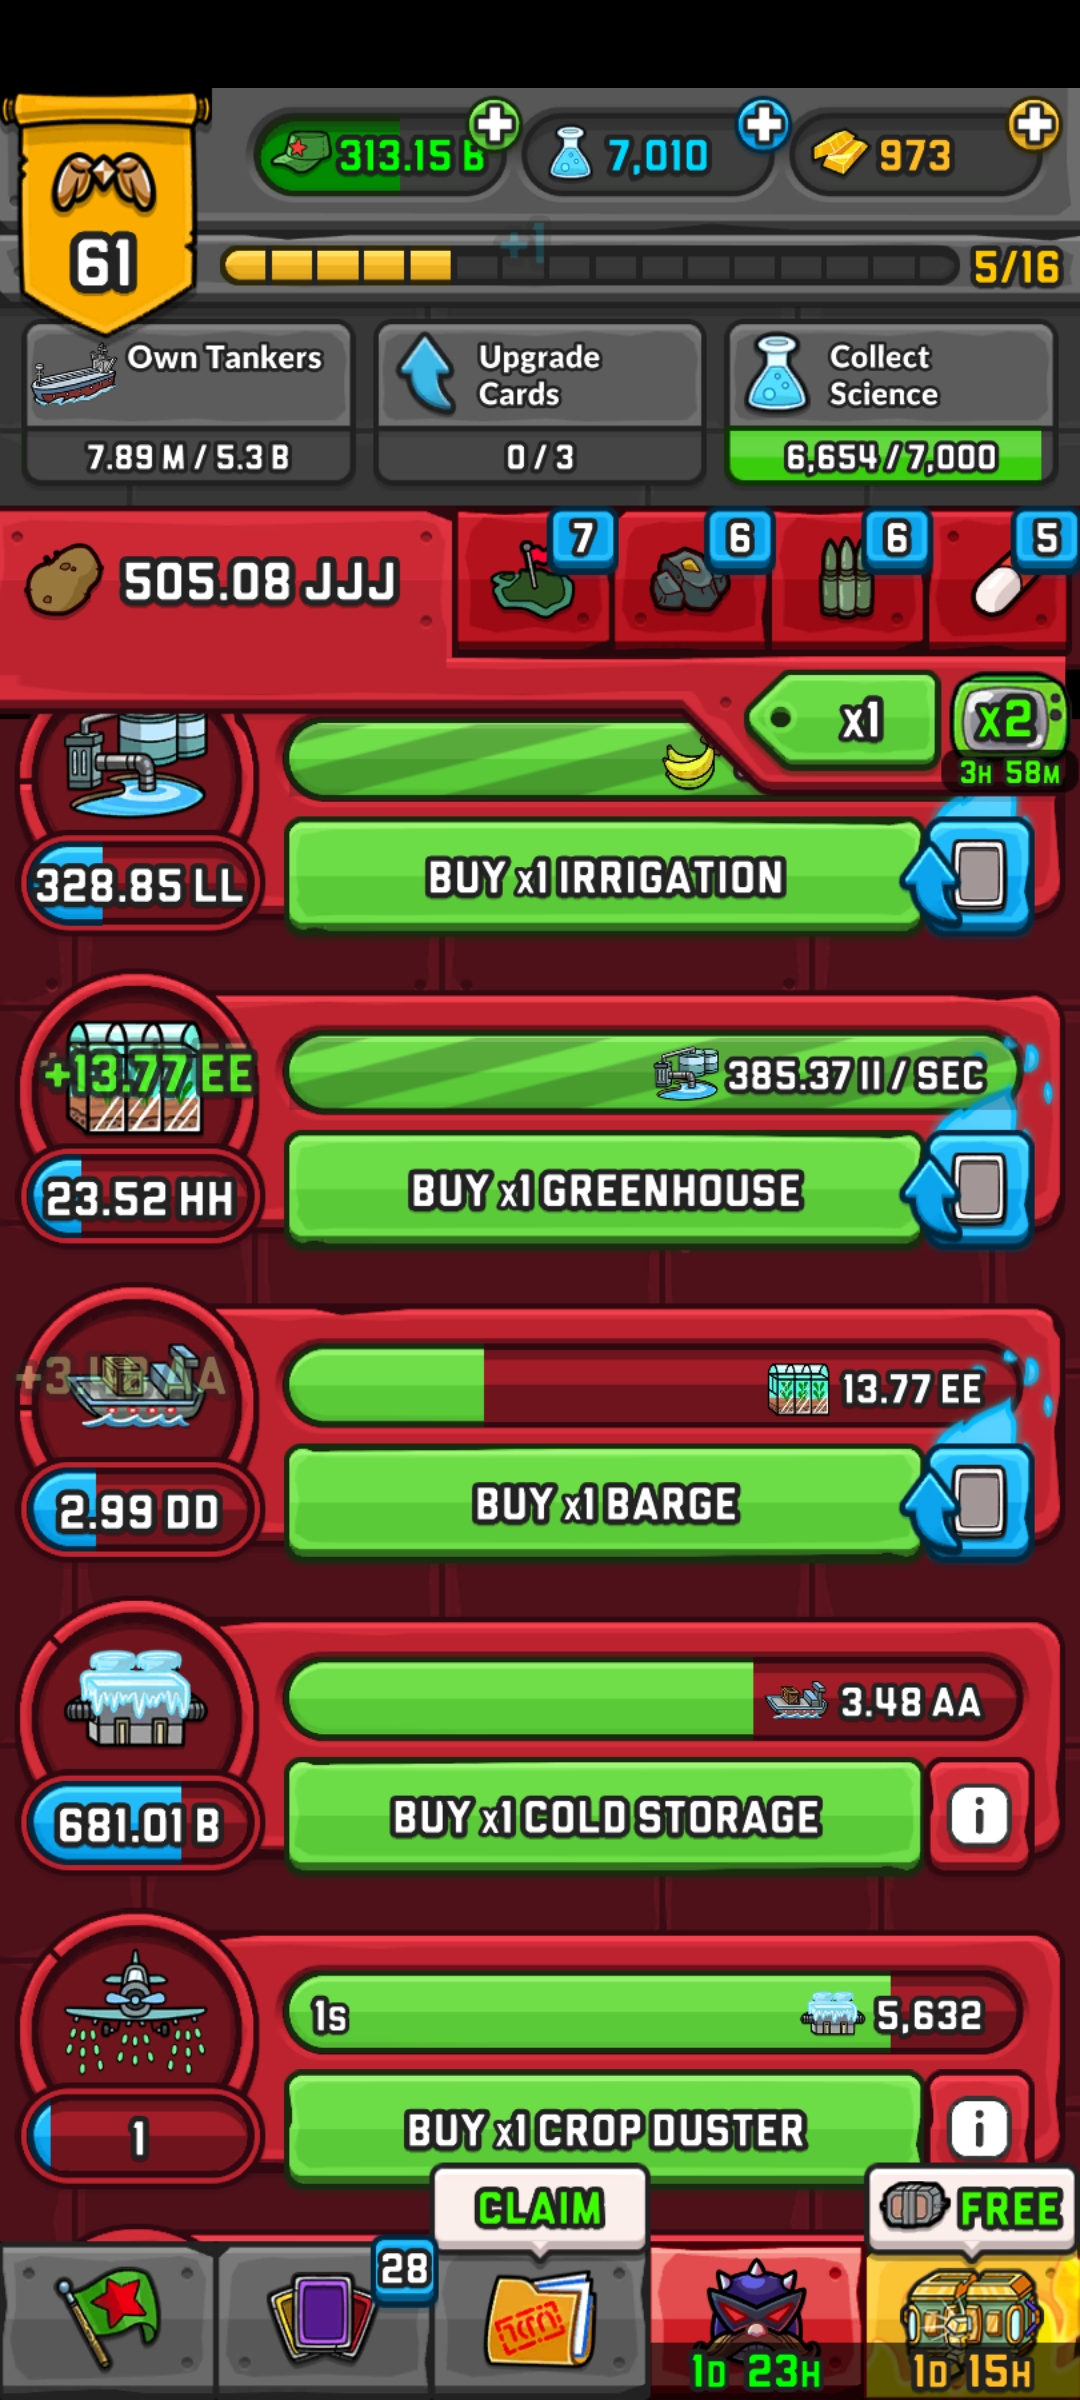 313.15 B
7,010
973
61
+1
5/16
Own Tankers
7.89 M / 5.3 B
Upgrade
Cards
0 / 3
Collect
Science
6,654 / 7,000
505.08 JJJ
7
6
6
5
x1
x2
3H 58M
328.85 LL
BUY x1 IRRIGATION
+13.77 EE
385.37 II / SEC
23.52 HH
BUY x1 GREENHOUSE
+3.48 AA
13.77 EE
2.99 DD
BUY x1 BARGE
3.48 AA
681.01 B
BUY x1 COLD STORAGE
i
1s
5,632
1
BUY x1 CROP DUSTER
i
CLAIM
FREE
28
1D 23H
1D 15H